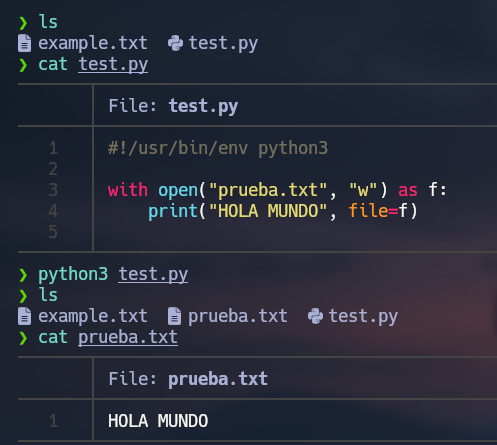 ❯ ls
example.txt test.py
❯ cat test.py
File: test.py
1 #!/usr/bin/env python3
2
3 with open("prueba.txt", "w") as f:
4     print("HOLA MUNDO", file=f)
5
❯ python3 test.py
❯ ls
example.txt prueba.txt test.py
❯ cat prueba.txt
File: prueba.txt
1 HOLA MUNDO